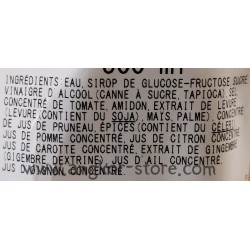 INGRÉDIENTS:EAU, SIROP DE GLUCOSE-FRUCTOSE SUCRE
VINAIGRE D'ALCOOL(CANNE À SUCRE, TAPIOCA) SEL
CONCENTRÉ DE TOMATE, AMIDON, EXTRAIT DE LEVURE
(LEVURE, CONTIENT DU SOJA), MAIS, PALME), CONCENTRÉ
DE JUS DE PRUNEAU, ÉPICES(CONTIENT DU CÉLERI),
JUS DE POMME CONCENTRÉ, JUS DE CITRON CONCENTRÉ
JUS DE CAROTTE CONCENTRÉ, EXTRAIT DE GINGEMBRE
(GIGEMBRE, DEXTRINE), JUS D'AIL CONCENTRÉ,
JUS D'OIGNON CONCENTRÉ.